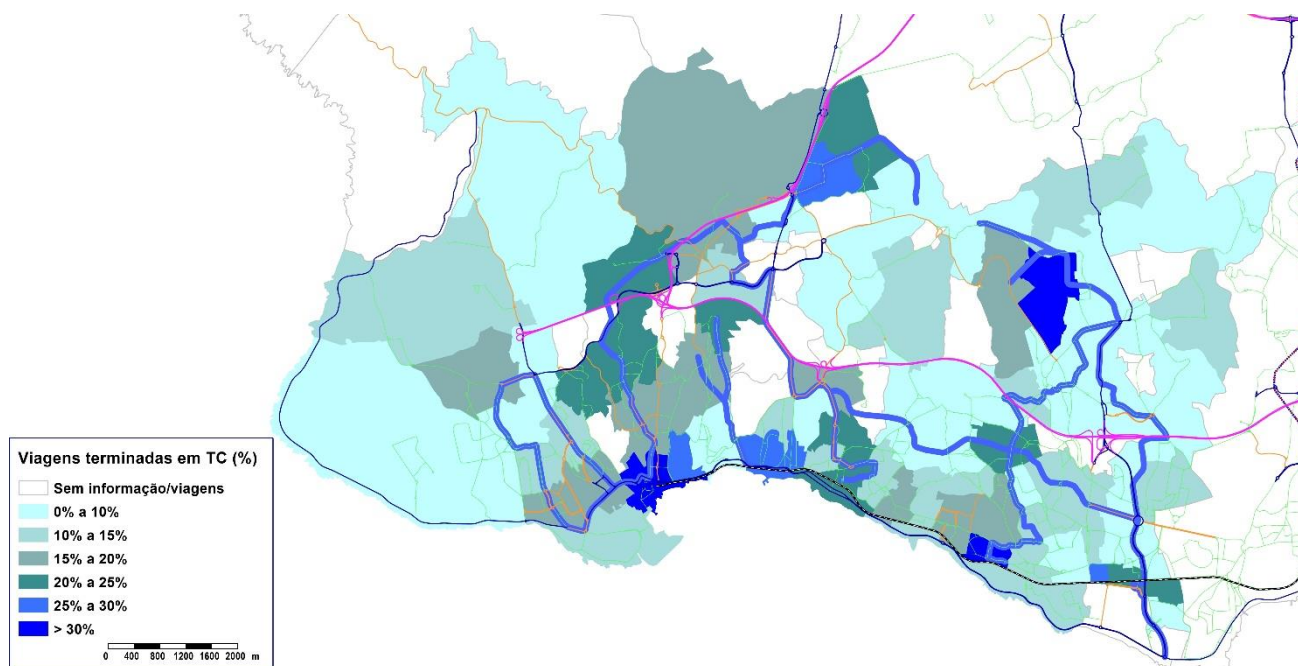 Viagens terminadas em TC (%)
Sem informação/viagens
0% a 10%
10% a 15%
15% a 20%
20% a 25%
25% a 30%
> 30%
0 400 800 1200 1600 2000 m